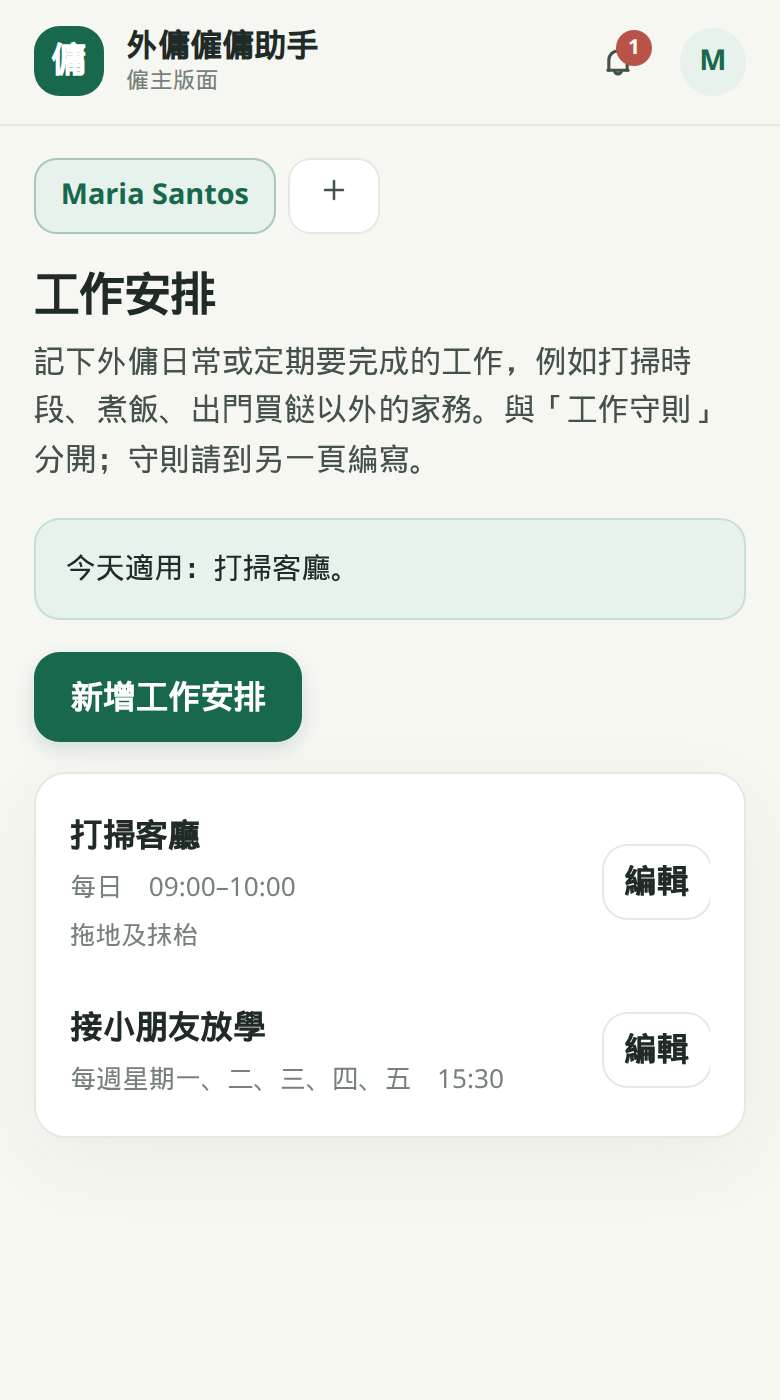 傭
外傭僱傭助手
僱主版面
1
M
Maria Santos
+
工作安排
記下外傭日常或定期要完成的工作，例如打掃時
段、煮飯、出門買餸以外的家務。與「工作守則」
分開；守則請到另一頁編寫。
今天適用：打掃客廳。
新增工作安排
打掃客廳
每日　09:00–10:00
拖地及抹枱
編輯
接小朋友放學
每週星期一、二、三、四、五　15:30
編輯